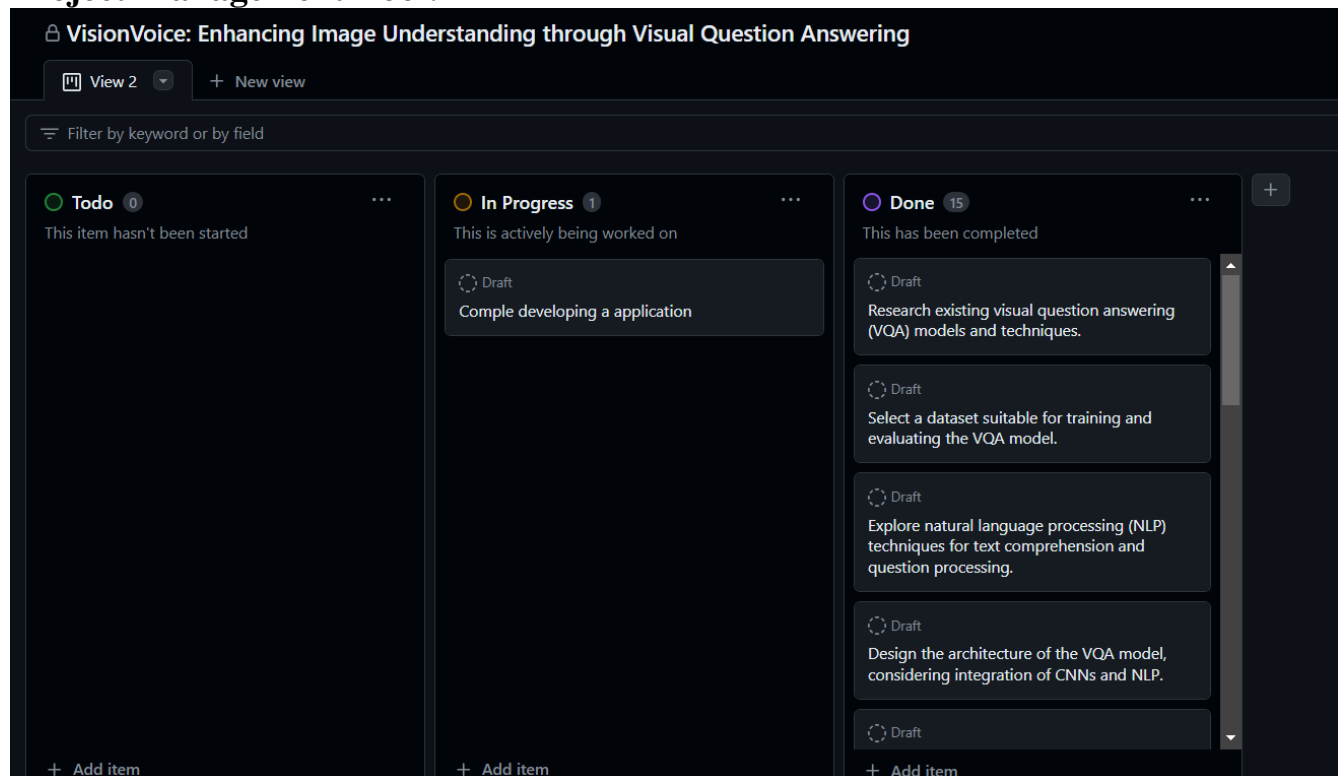 VisionVoice: Enhancing Image Understanding through Visual Question Answering
View 2
+ New view
Filter by keyword or by field
Todo 0
This item hasn't been started
+ Add item
In Progress 1
This is actively being worked on
Draft
Comple developing a application
+ Add item
Done 15
This has been completed
Draft
Research existing visual question answering
(VQA) models and techniques.
Draft
Select a dataset suitable for training and
evaluating the VQA model.
Draft
Explore natural language processing (NLP)
techniques for text comprehension and
question processing.
Draft
Design the architecture of the VQA model,
considering integration of CNNs and NLP.
Draft
+ Add item